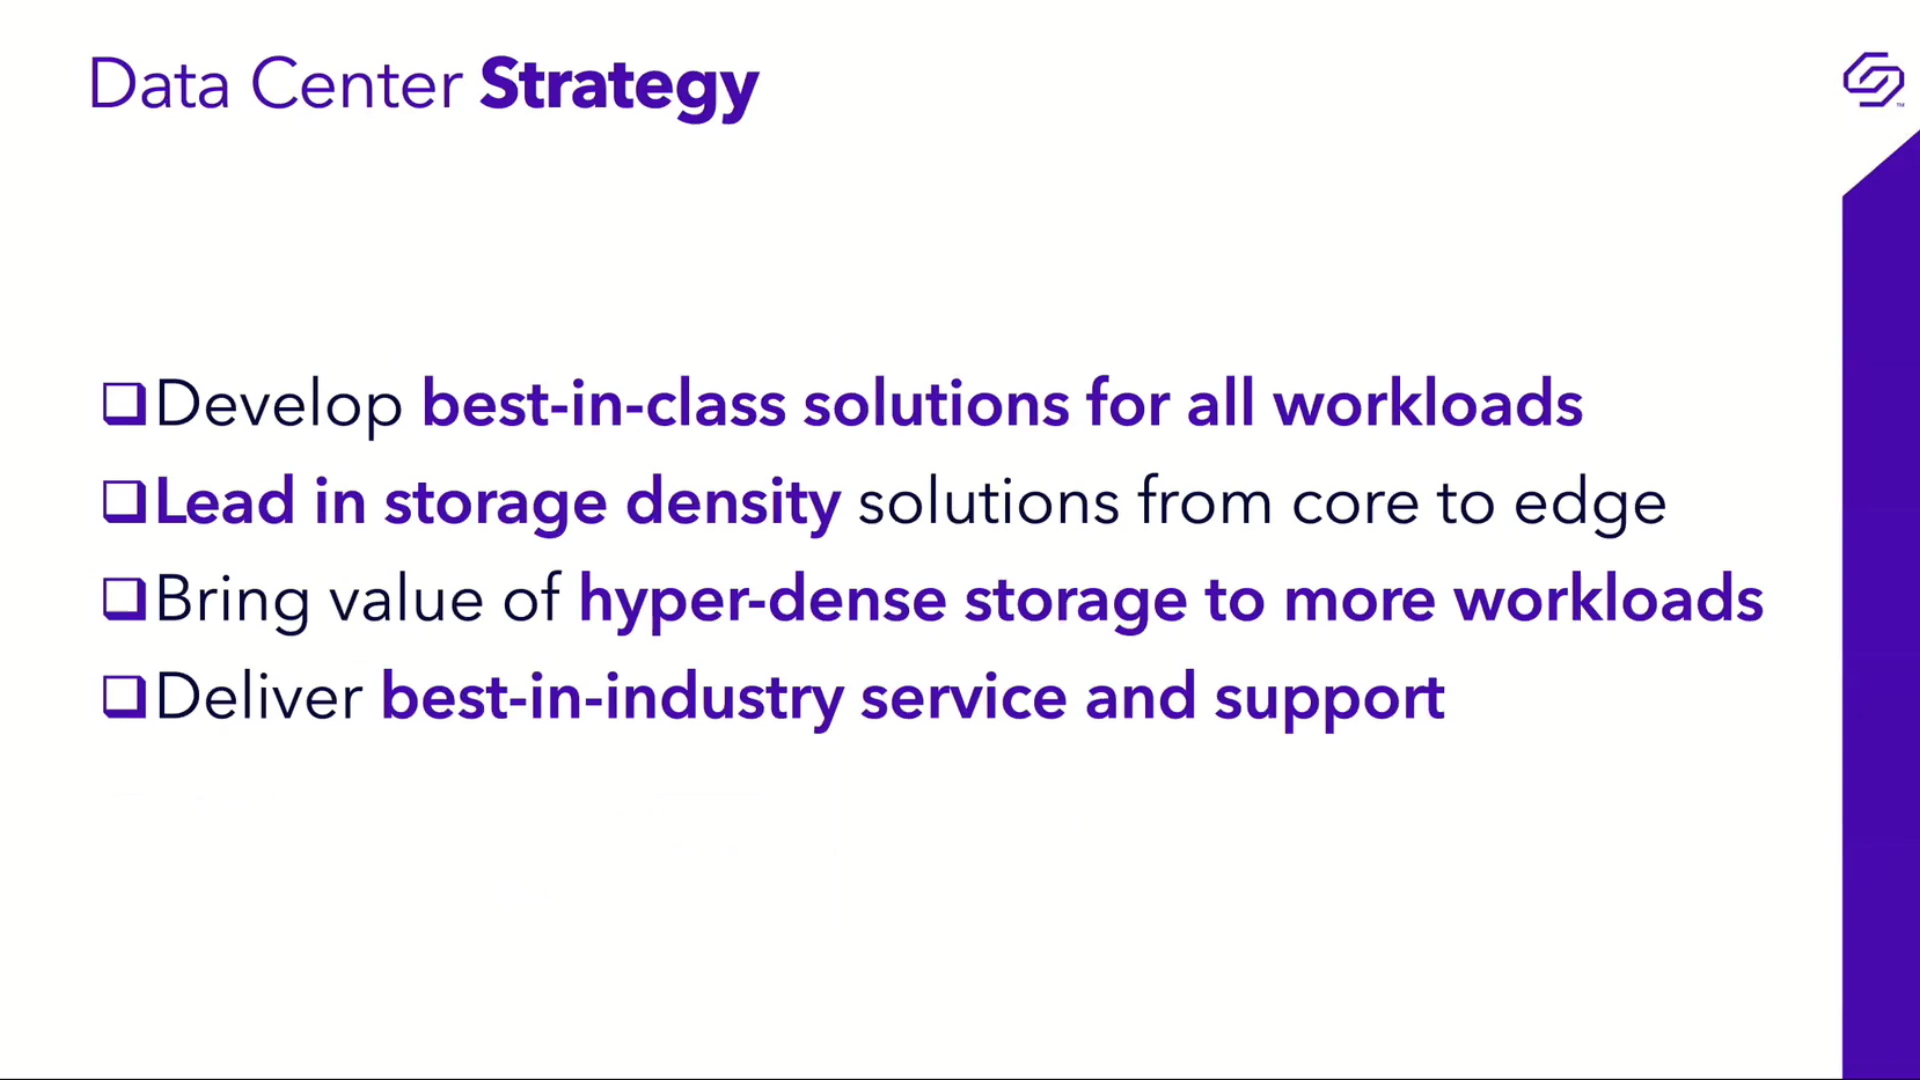 Data Center Strategy
Develop best-in-class solutions for all workloads
Lead in storage density solutions from core to edge
Bring value of hyper-dense storage to more workloads
Deliver best-in-industry service and support